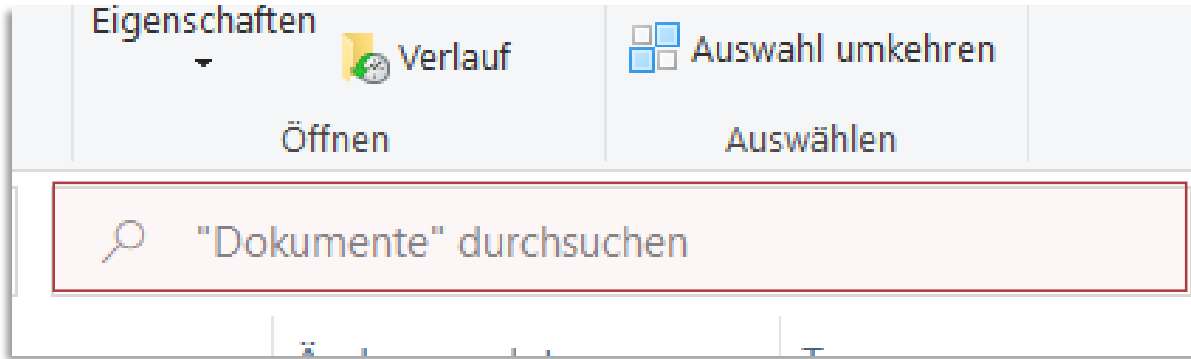 Eigenschaften
Verlauf
Auswahl umkehren
Öffnen
Auswählen
"Dokumente" durchsuchen